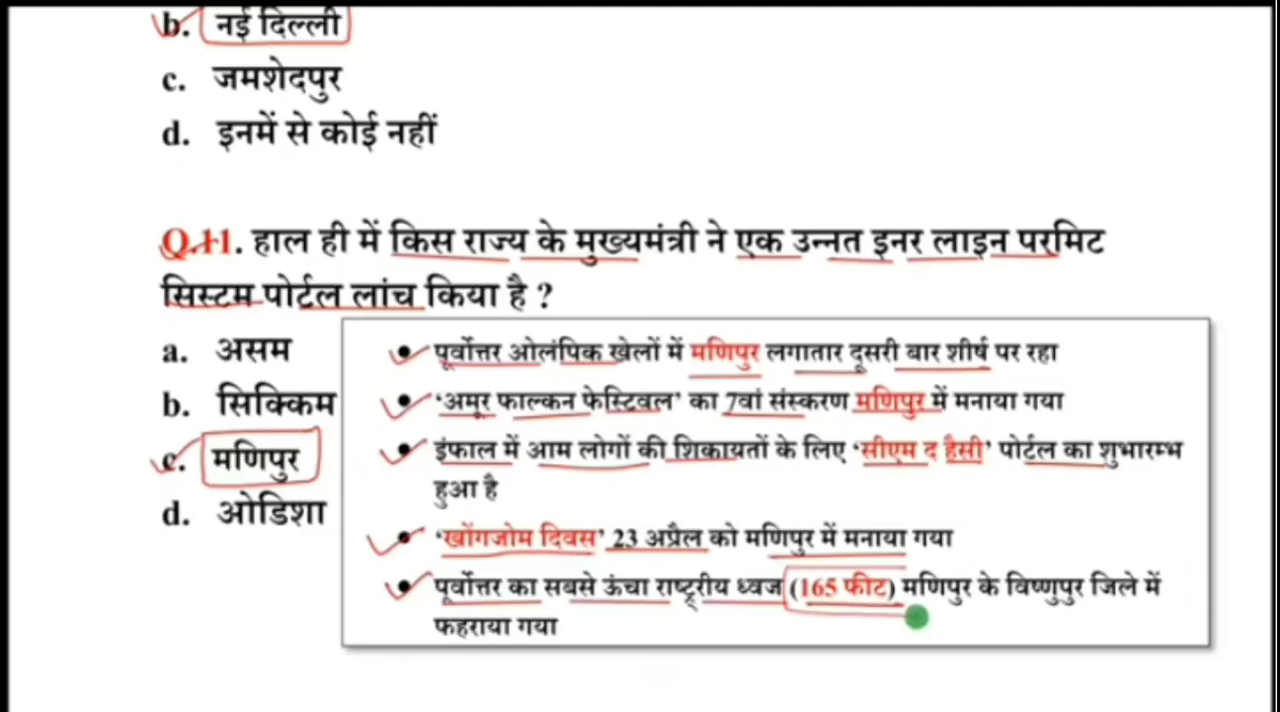 b. नई दिल्ली
c. जमशेदपुर
d. इनमें से कोई नहीं
Q.11. हाल ही में किस राज्य के मुख्यमंत्री ने एक उन्नत इनर लाइन परमिट
सिस्टम पोर्टल लांच किया है ?
a. असम
b. सिक्किम
c. मणिपुर
d. ओडिशा
• पूर्वोत्तर ओलंपिक खेलों में मणिपुर लगातार दूसरी बार शीर्ष पर रहा
• 'अमूर फाल्कन फेस्टिवल' का 7वां संस्करण मणिपुर में मनाया गया
• इंफाल में आम लोगों की शिकायतों के लिए 'सीएम द हैसी' पोर्टल का शुभारम्भ
हुआ है
• 'खोंगजोम दिवस' 23 अप्रैल को मणिपुर में मनाया गया
• पूर्वोत्तर का सबसे ऊंचा राष्ट्रीय ध्वज (165 फीट) मणिपुर के विष्णुपुर जिले में
फहराया गया